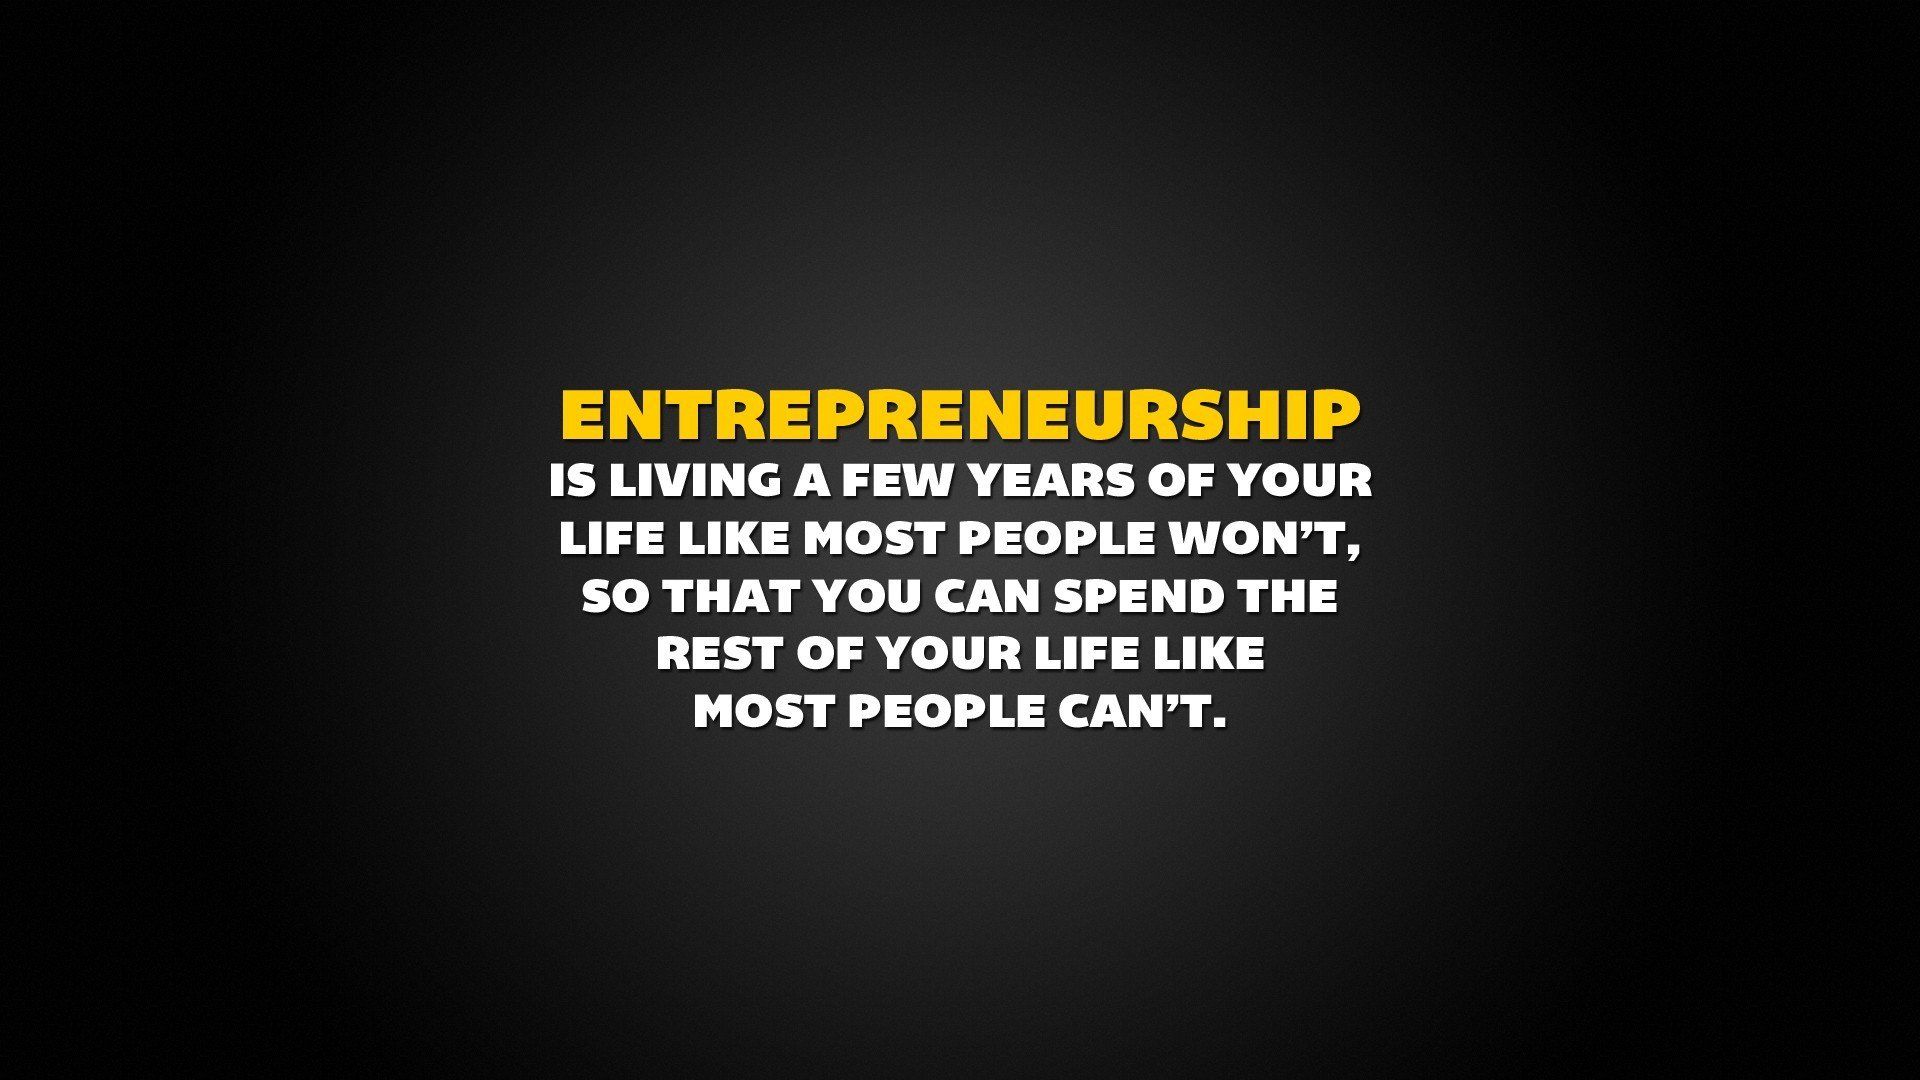 ENTREPRENEURSHIP
IS LIVING A FEW YEARS OF YOUR
LIFE LIKE MOST PEOPLE WON’T,
SO THAT YOU CAN SPEND THE
REST OF YOUR LIFE LIKE
MOST PEOPLE CAN’T.